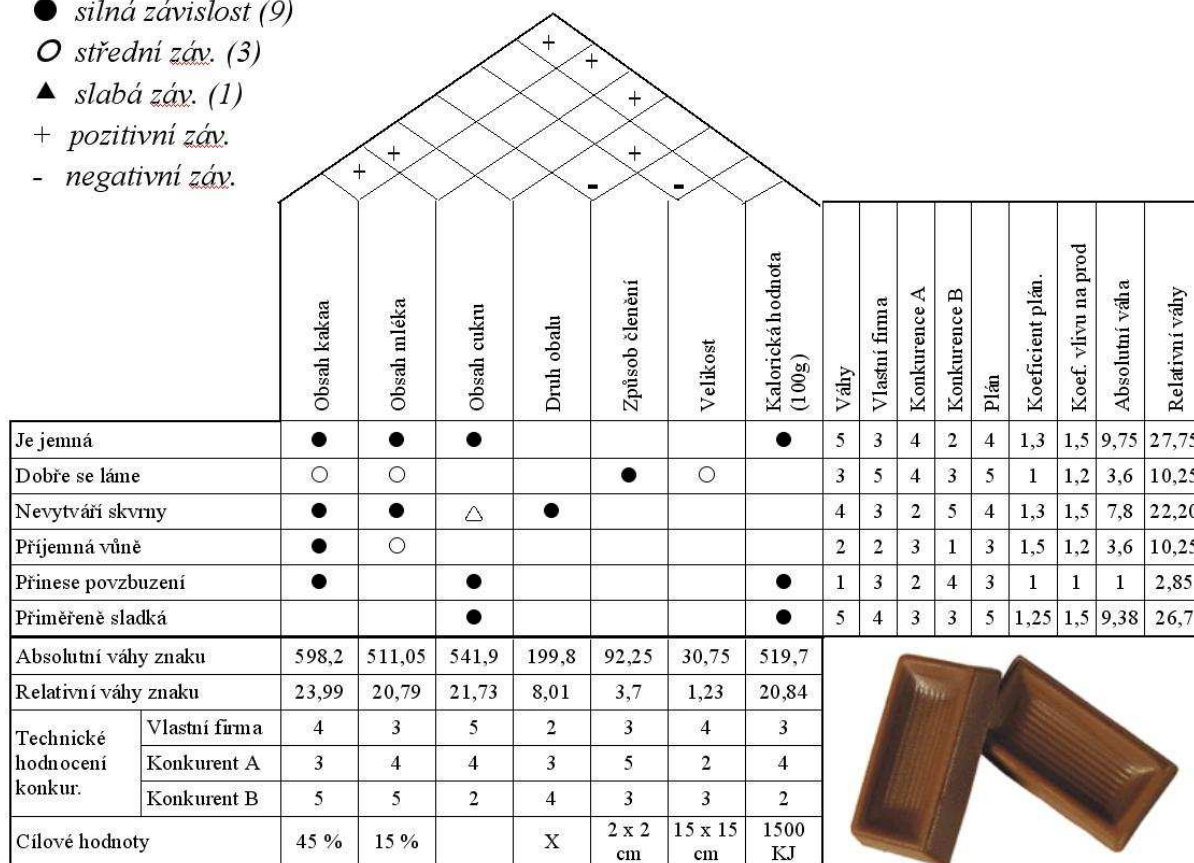 ● silná závislost (9)
O střední záv. (3)
▲ slabá záv. (1)
+ pozitivní záv.
- negativní záv.
+
+
+
+ +
+ - -
Obsah kakaa Obsah mléka Obsah cukru Druh obalu Způsob členění Velikost Kalorická hodnota (100g) Váhy Vlastní firma Konkurence A Konkurence B Plán Koeficient plán. Koef. vlivu na prod Absolutní váha Relativní váhy
Je jemná ● ● ● ● 5 3 4 2 4 1,3 1,5 9,75 27,75
Dobře se láme ○ ○ ● ○ 3 5 4 3 5 1 1,2 3,6 10,25
Nevytváří skvrny ● ● △ ● 4 3 2 5 4 1,3 1,5 7,8 22,20
Příjemná vůně ● ○ 2 2 3 1 3 1,5 1,2 3,6 10,25
Přinese povzbuzení ● ● ● 1 3 2 4 3 1 1 1 2,85
Přiměřeně sladká ● ● 5 4 3 3 5 1,25 1,5 9,38 26,7
Absolutní váhy znaku 598,2 511,05 541,9 199,8 92,25 30,75 519,7
Relativní váhy znaku 23,99 20,79 21,73 8,01 3,7 1,23 20,84
Technické hodnocení konkur.
Vlastní firma 4 3 5 2 3 4 3
Konkurent A 3 4 4 3 5 2 4
Konkurent B 5 5 2 4 3 3 2
Cílové hodnoty 45 % 15 % X 2 x 2 cm 15 x 15 cm 1500 KJ